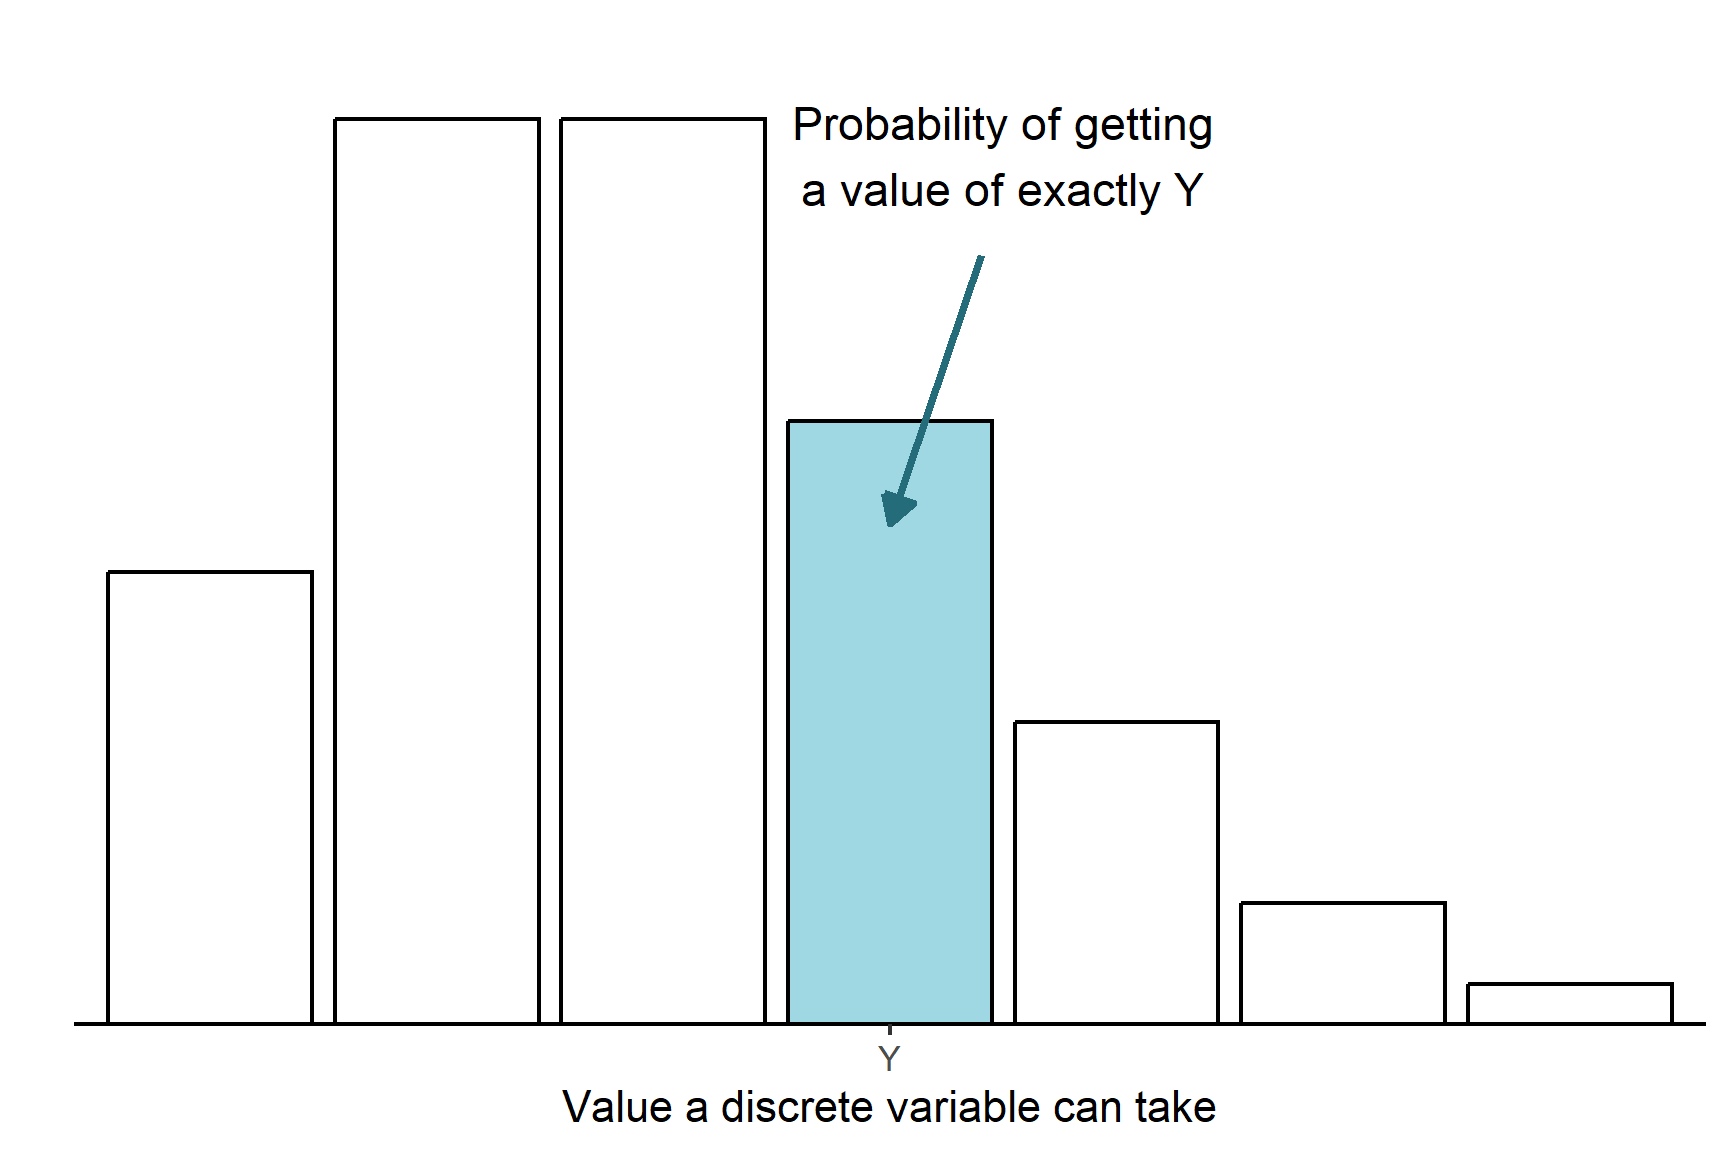 Probability of getting
a value of exactly Y
Y
Value a discrete variable can take